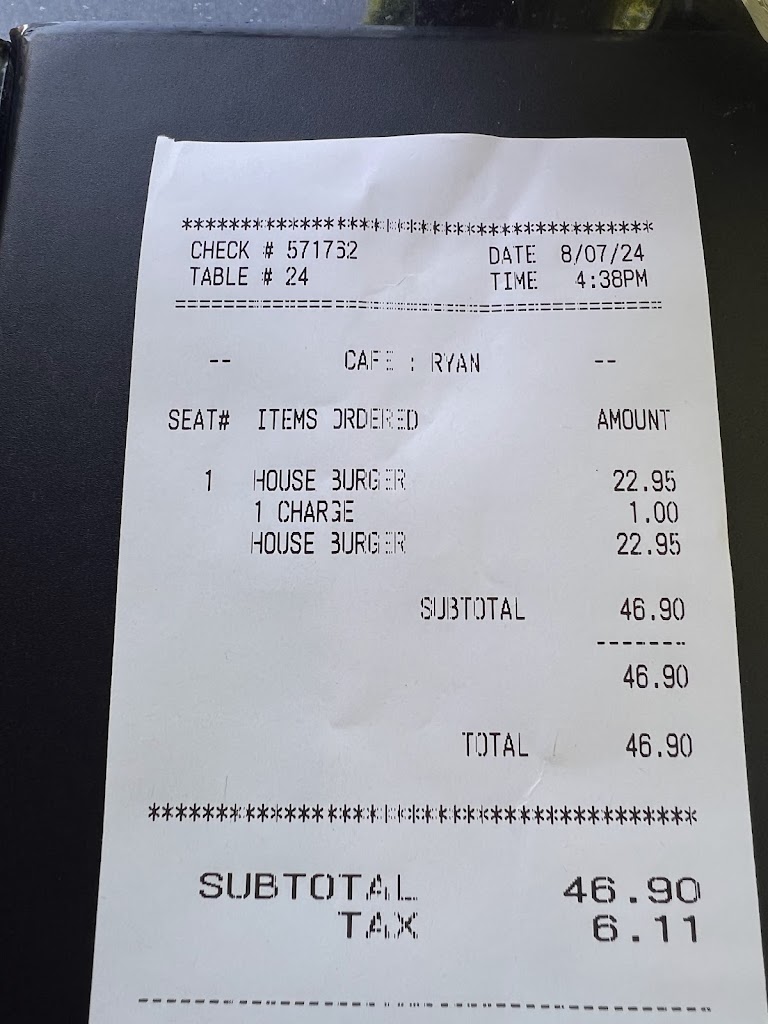 *****************************************
CHECK # 571762 DATE 8/07/24
TABLE # 24 TIME 4:38PM
=========================================
-- CAFE : RYAN --
SEAT# ITEMS ORDERED AMOUNT
1 HOUSE BURGER 22.95
1 CHARGE 1.00
HOUSE BURGER 22.95
SUBTOTAL 46.90
--------
46.90
TOTAL 46.90
*****************************************
SUBTOTAL 46.90
TAX 6.11
-----------------------------------------